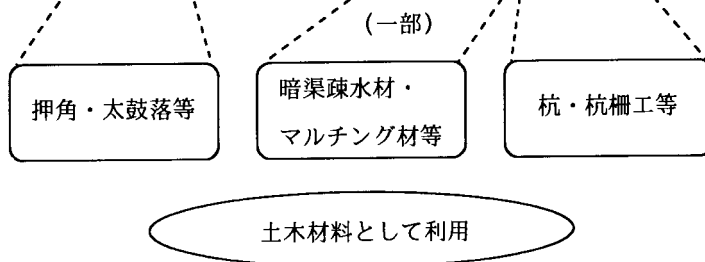 (一部)
押角・太鼓落等
暗渠疎水材・
マルチング材等
杭・杭柵工等
土木材料として利用